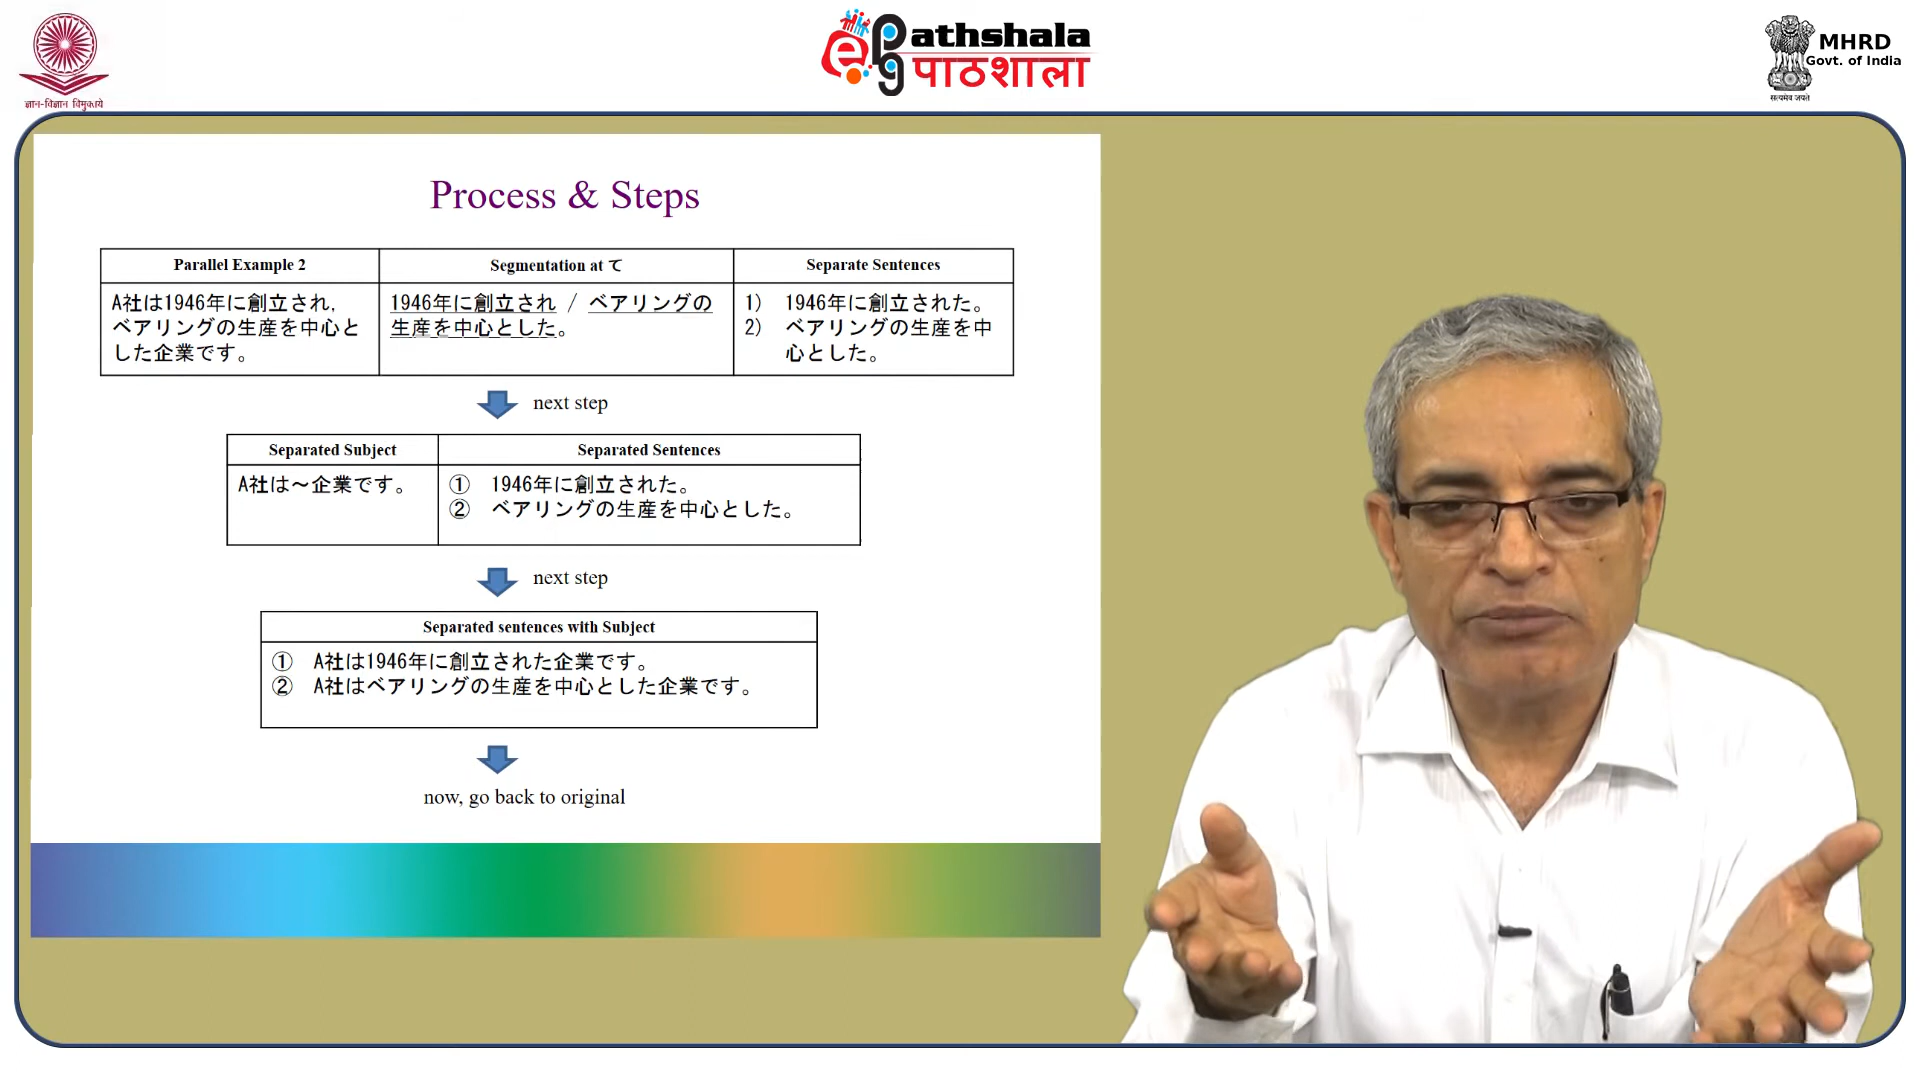 ज्ञान-विज्ञान विमुक्तये
ePathshala
पाठशाला
MHRD
Govt. of India
सत्यमेव जयते
Process & Steps
Parallel Example 2
Segmentation at て
Separate Sentences
A社は1946年に創立され,
ベアリングの生産を中心と
した企業です。
1946年に創立され / ベアリングの
生産を中心とした。
1) 1946年に創立された。
2) ベアリングの生産を中
心とした。
next step
Separated Subject
Separated Sentences
A社は～企業です。
① 1946年に創立された。
② ベアリングの生産を中心とした。
next step
Separated sentences with Subject
① A社は1946年に創立された企業です。
② A社はベアリングの生産を中心とした企業です。
now, go back to original